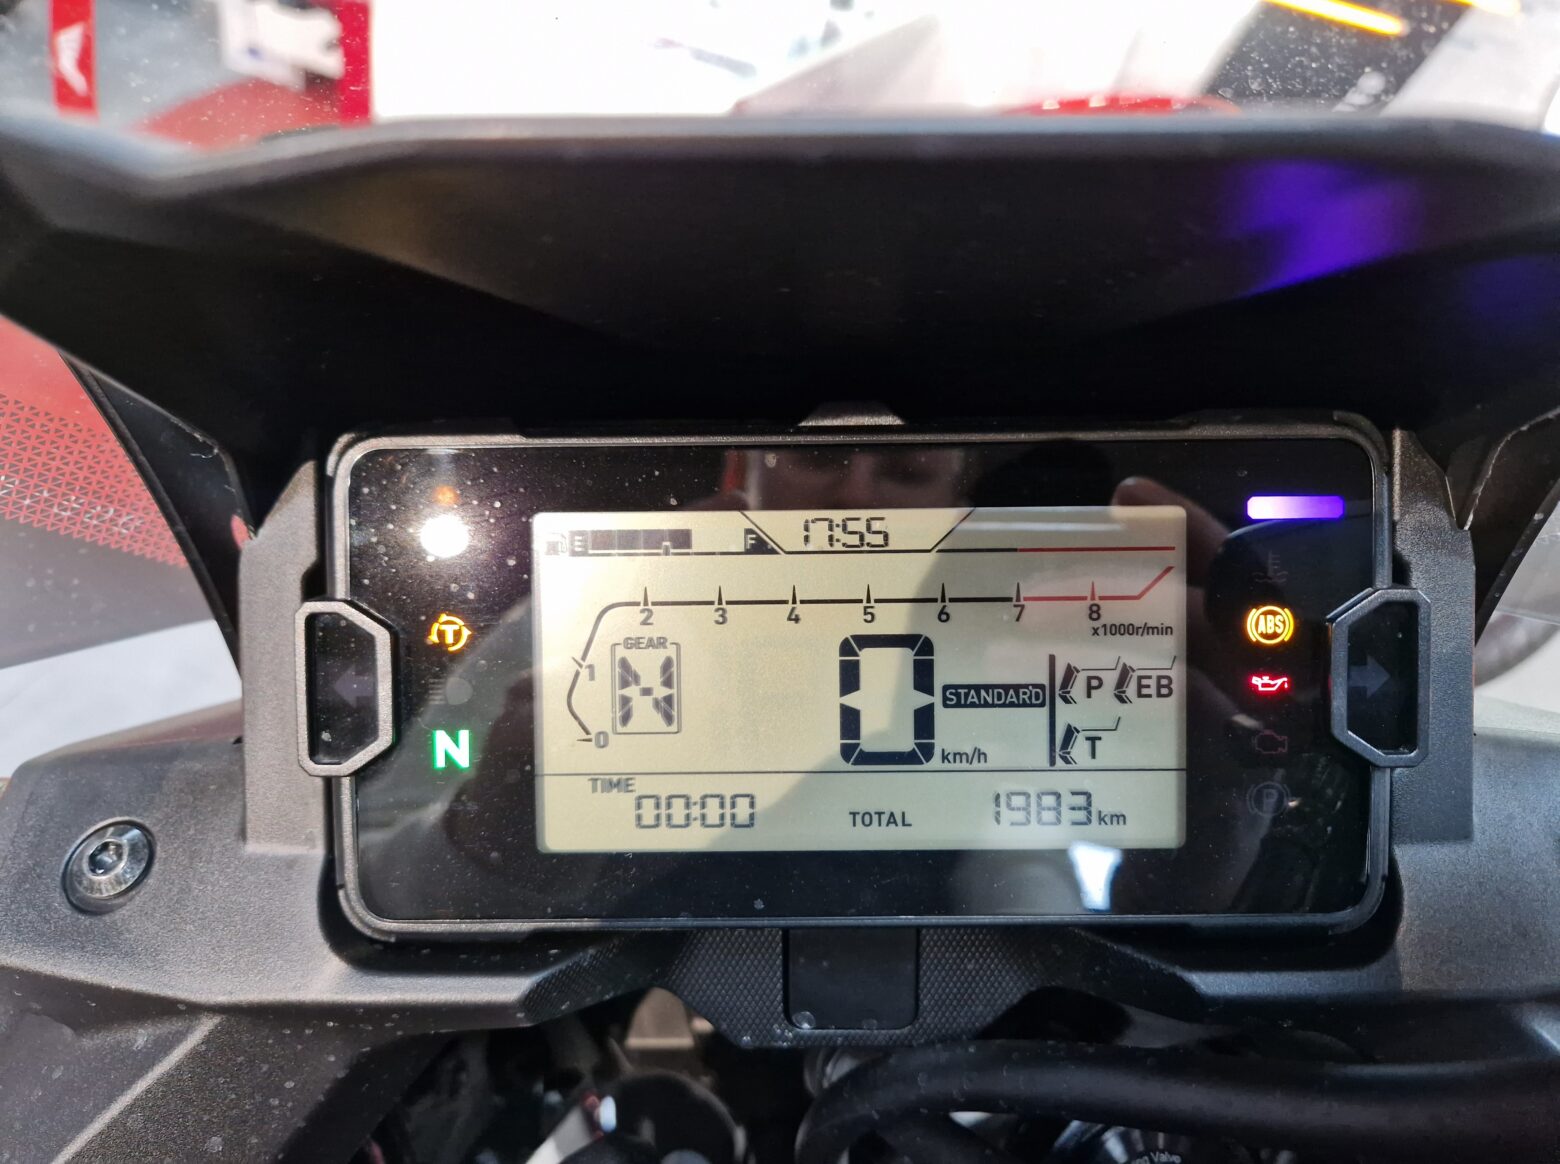 E F 17:55
2 3 4 5 6 7 8
x1000r/min
1
0
GEAR
T
ABS
N
0 km/h
STANDARD
P EB
T
TIME
00:00
TOTAL 1983 km
P